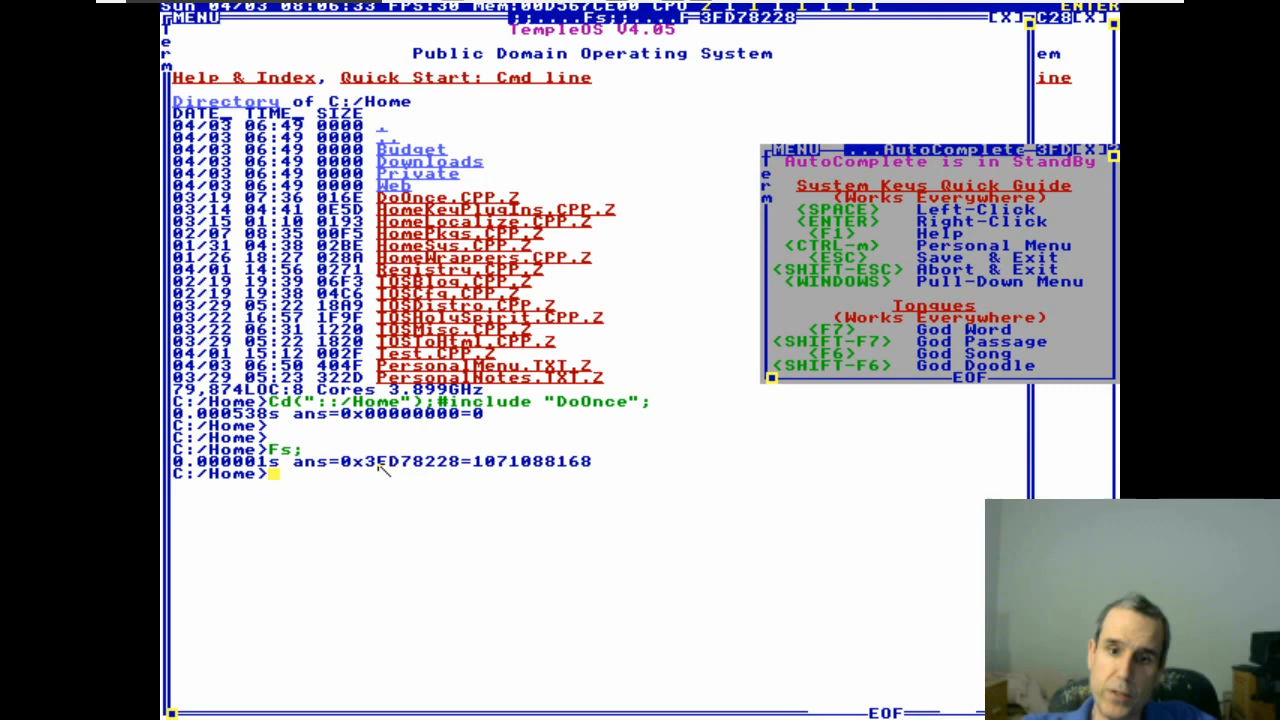 Sun 04/03 08:06:33 FPS:30 Mem:00D567CE00 CPU 2 1 1 1 1 1 1 1 ENTER
MENU ;;....Fs;;....F 3FD78228 [X] C28[X]
Term
TempleOS V4.05
Public Domain Operating System em
Help & Index, Quick Start: Cmd line ine
Directory of C:/Home
DATE_ TIME_ SIZE
04/03 06:49 0000 .
04/03 06:49 0000 ..
04/03 06:49 0000 Budget
04/03 06:49 0000 Downloads
04/03 06:49 0000 Private
04/03 06:49 0000 Web
03/19 07:36 016E DoOnce.CPP.Z
03/14 04:41 0E5D HomeKeyPlugIns.CPP.Z
03/15 01:10 0193 HomeLocalize.CPP.Z
02/07 08:35 00F5 HomePkgs.CPP.Z
01/31 04:38 02BE HomeSys.CPP.Z
01/26 18:27 028A HomeWrappers.CPP.Z
04/01 14:56 0271 Registry.CPP.Z
02/19 19:39 06F3 TOSBlog.CPP.Z
02/19 19:38 04C6 TOSCfg.CPP.Z
03/29 05:22 18A9 TOSDistro.CPP.Z
03/22 16:57 1F9F TOSHolySpirit.CPP.Z
03/22 06:31 1220 TOSMisc.CPP.Z
03/29 05:22 1820 TOSToHtml.CPP.Z
04/01 15:12 002F Test.CPP.Z
04/03 06:50 404F PersonalMenu.TXT.Z
03/29 05:23 322D PersonalNotes.TXT.Z
79,874LOC:8 Cores 3.899GHz
C:/Home>Cd("::/Home");#include "DoOnce";
0.000538s ans=0x00000000=0
C:/Home>
C:/Home>
C:/Home>Fs;
0.000001s ans=0x3FD78228=1071088168
C:/Home>
EOF
MENU ...AutoComplete 3FD[X]
Term
AutoComplete is in StandBy
System Keys Quick Guide
(Works Everywhere)
<SPACE> Left-Click
<ENTER> Right-Click
<F1> Help
<CTRL-m> Personal Menu
<ESC> Save & Exit
<SHIFT-ESC> Abort & Exit
<WINDOWS> Pull-Down Menu
Tongues
(Works Everywhere)
<F7> God Word
<SHIFT-F7> God Passage
<F6> God Song
<SHIFT-F6> God Doodle
EOF